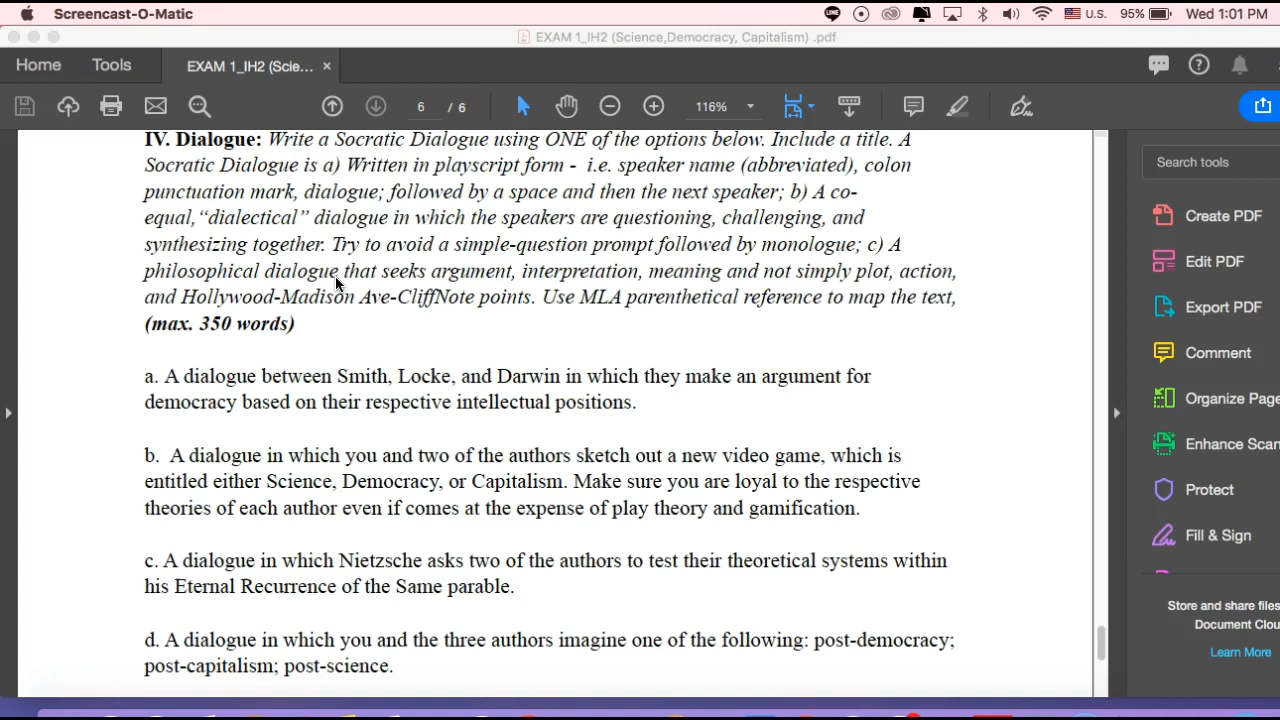 Screencast-O-Matic
U.S. 95% Wed 1:01 PM
EXAM 1_IH2 (Science,Democracy, Capitalism) .pdf
Home Tools EXAM 1_IH2 (Scie... ×
6 / 6 116%
IV. Dialogue: Write a Socratic Dialogue using ONE of the options below. Include a title. A
Socratic Dialogue is a) Written in playscript form - i.e. speaker name (abbreviated), colon
punctuation mark, dialogue; followed by a space and then the next speaker; b) A co-
equal,“dialectical” dialogue in which the speakers are questioning, challenging, and
synthesizing together. Try to avoid a simple-question prompt followed by monologue; c) A
philosophical dialogue that seeks argument, interpretation, meaning and not simply plot, action,
and Hollywood-Madison Ave-CliffNote points. Use MLA parenthetical reference to map the text,
(max. 350 words)
a. A dialogue between Smith, Locke, and Darwin in which they make an argument for
democracy based on their respective intellectual positions.
b. A dialogue in which you and two of the authors sketch out a new video game, which is
entitled either Science, Democracy, or Capitalism. Make sure you are loyal to the respective
theories of each author even if comes at the expense of play theory and gamification.
c. A dialogue in which Nietzsche asks two of the authors to test their theoretical systems within
his Eternal Recurrence of the Same parable.
d. A dialogue in which you and the three authors imagine one of the following: post-democracy;
post-capitalism; post-science.
Search tools
Create PDF
Edit PDF
Export PDF
Comment
Organize Page
Enhance Scan
Protect
Fill & Sign
Store and share files
Document Clou
Learn More